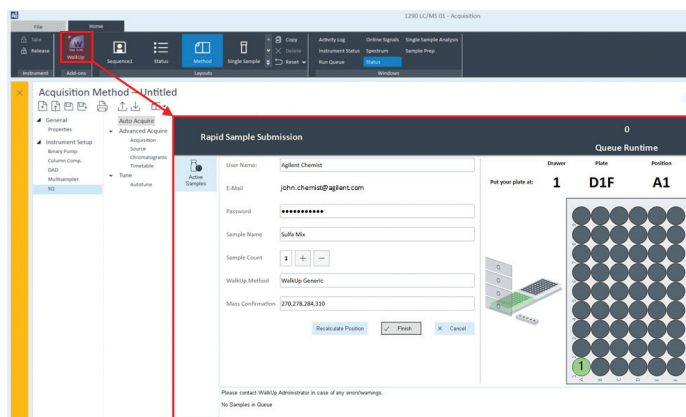 1290 LC/MS 01 - Acquisition
File Home
Take
Release
WalkUp
Sequence1
Status
Method
Single Sample
Copy
Delete
Reset
Activity Log Online Signals Single Sample Analysis
Instrument Status Spectrum Sample Prep
Run Queue Status
Instrument Add-ons Layouts Windows
Acquisition Method – Untitled
General
Properties
Instrument Setup
Binary Pump
Column Comp.
DAD
Multisampler
SQ
Auto Acquire
Advanced Acquire
Acquisition
Source
Chromatograms
Timetable
Tune
Autotune
Rapid Sample Submission
0
Queue Runtime
Active
Samples
User Name: Agilent Chemist
E-Mail john.chemist@agilent.com
Password
Sample Name Sulfa Mix
Sample Count 1 + −
WalkUp Method WalkUp Generic
Mass Confirmation 270,278,284,310
Recalculate Position Finish Cancel
Drawer Plate Position
Put your plate at: 1 D1F A1
1
Please contact WalkUp Administrator in case of any errors/warnings.
No Samples in Queue